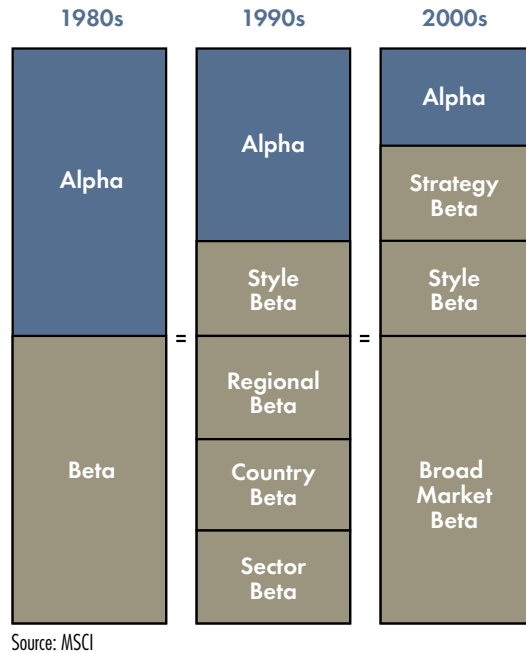 1980s
1990s
2000s
Alpha
Beta
=
Alpha
Style
Beta
Regional
Beta
Country
Beta
Sector
Beta
=
Alpha
Strategy
Beta
Style
Beta
Broad
Market
Beta
Source: MSCI